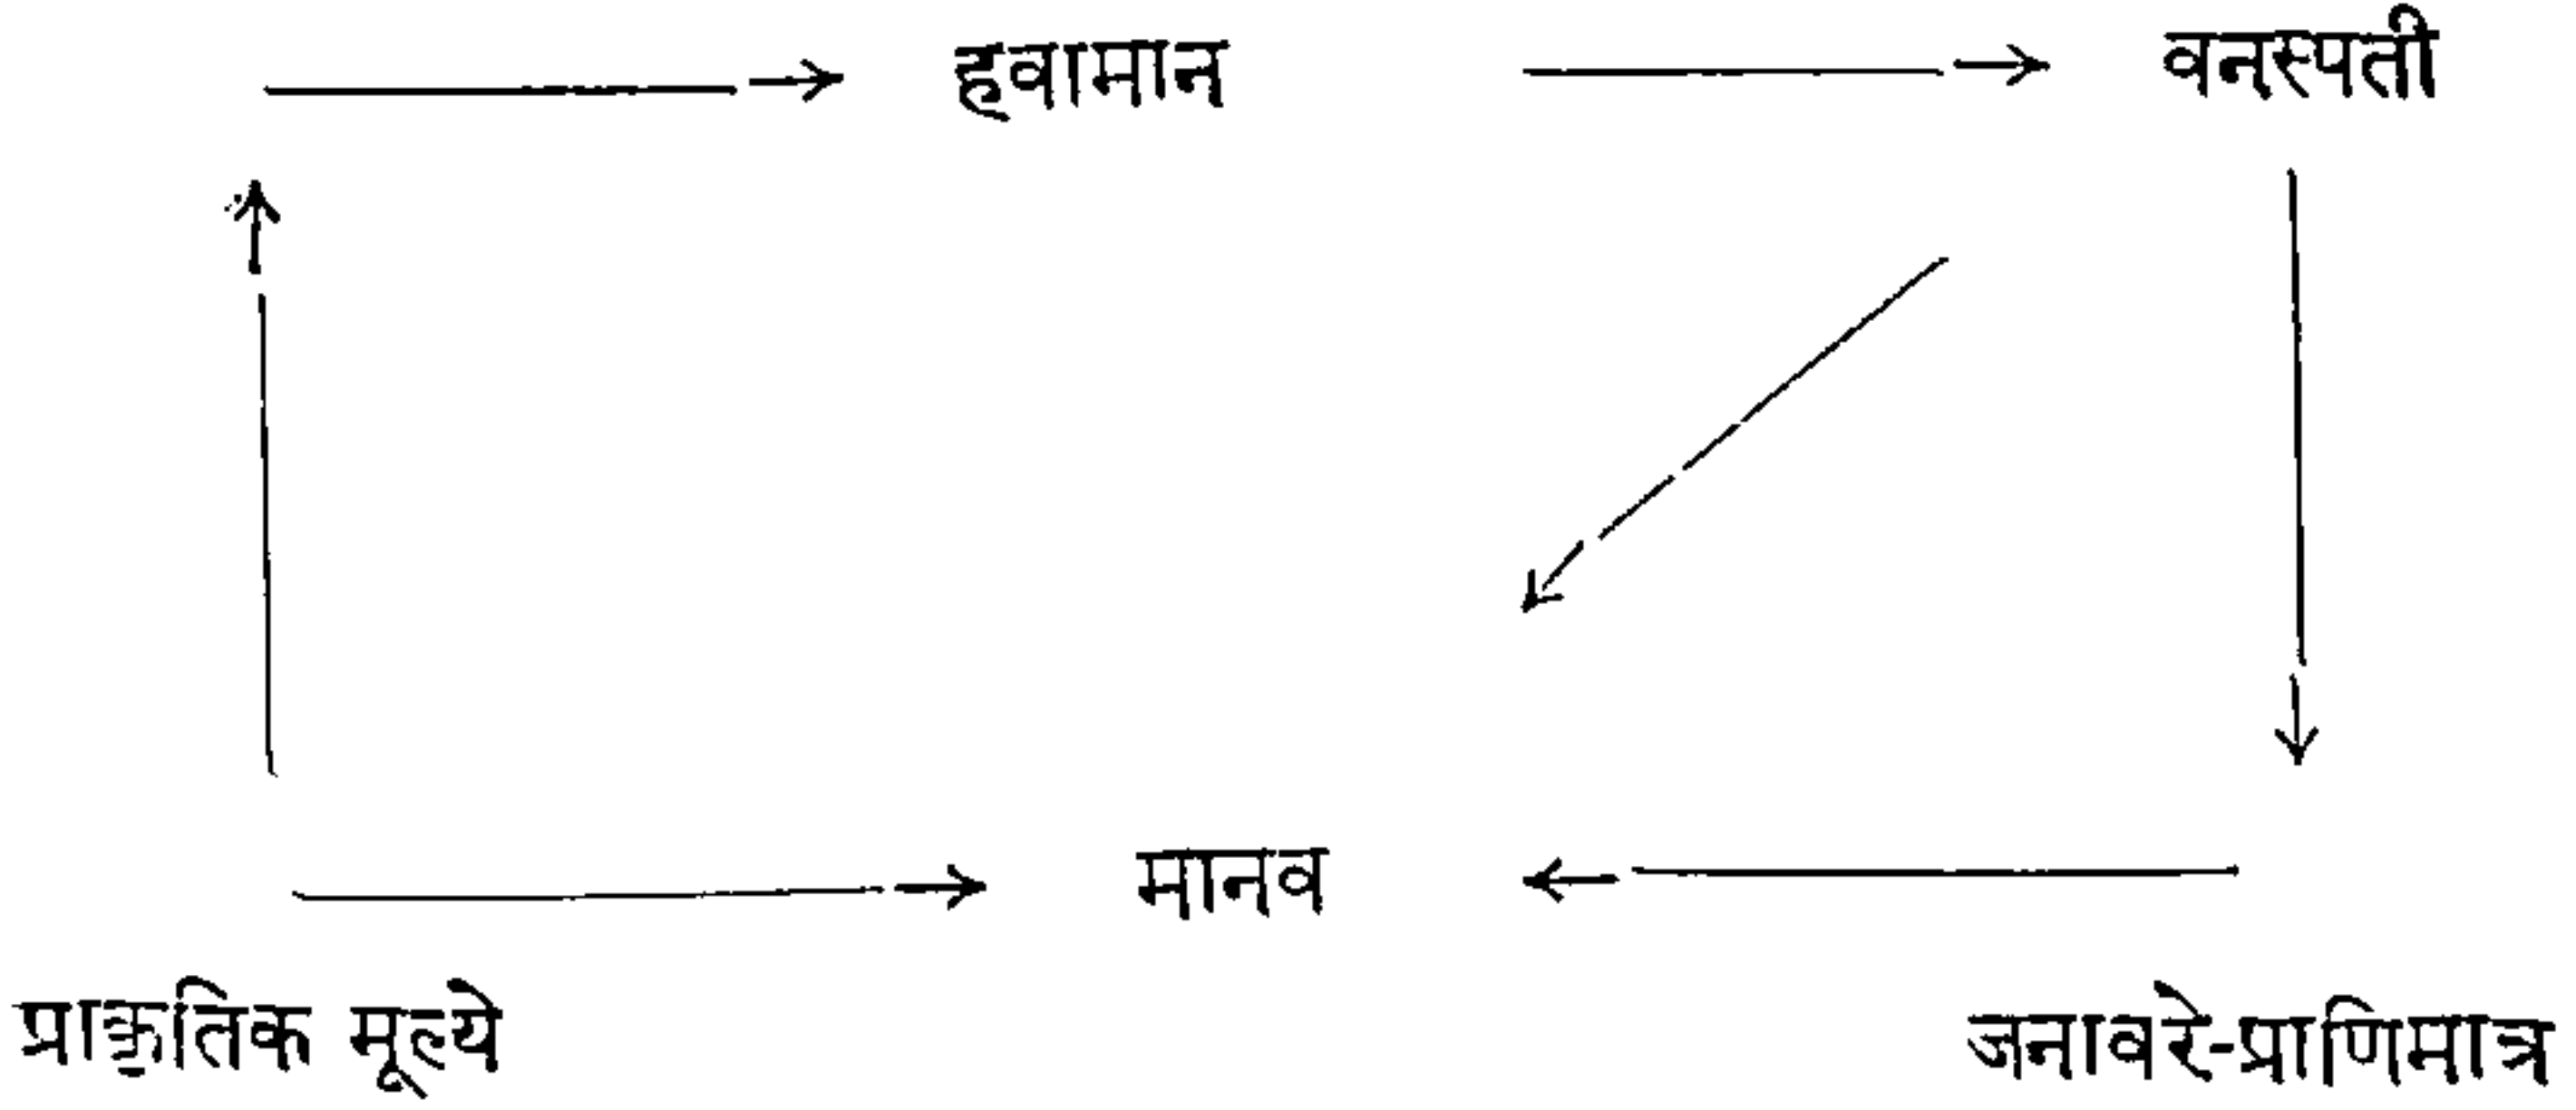 हवामान वनस्पती
मानव
प्राकृतिक मूल्ये जनावरे-प्राणिमात्र